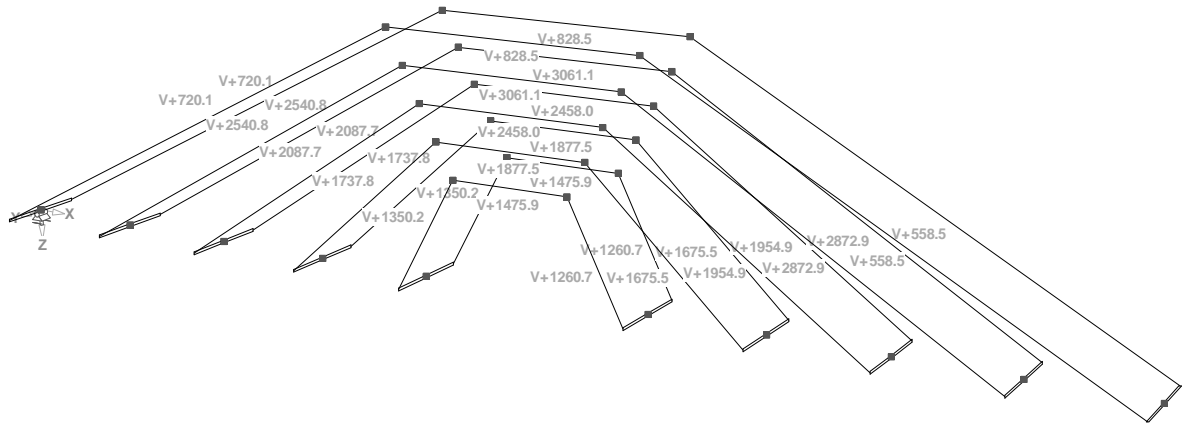 V+828.5
V+828.5
V+720.1
V+3061.1
V+720.1
V+3061.1
V+2540.8
V+2458.0
V+2540.8
V+2087.7
V+2458.0
V+2087.7
V+1877.5
V+1737.8
V+1877.5
V+1737.8
V+1475.9
V+1350.2
V+1475.9
V+1350.2
X
Y
Z
V+558.5
V+2872.9
V+1954.9
V+1675.5
V+1260.7
V+558.5
V+2872.9
V+1954.9
V+1675.5
V+1260.7